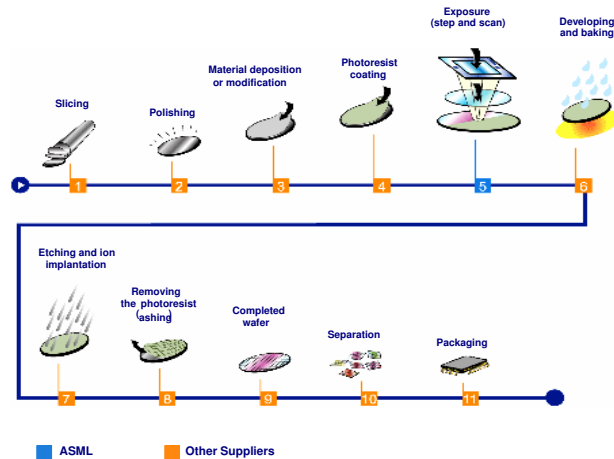 Exposure
(step and scan)
Developing
and baking
Photoresist
coating
Material deposition
or modification
Slicing
Polishing
1
2
3
4
5
6
Etching and ion
implantation
Removing
the photoresist
(ashing)
Completed
wafer
Separation
Packaging
7
8
9
10
11
ASML
Other Suppliers